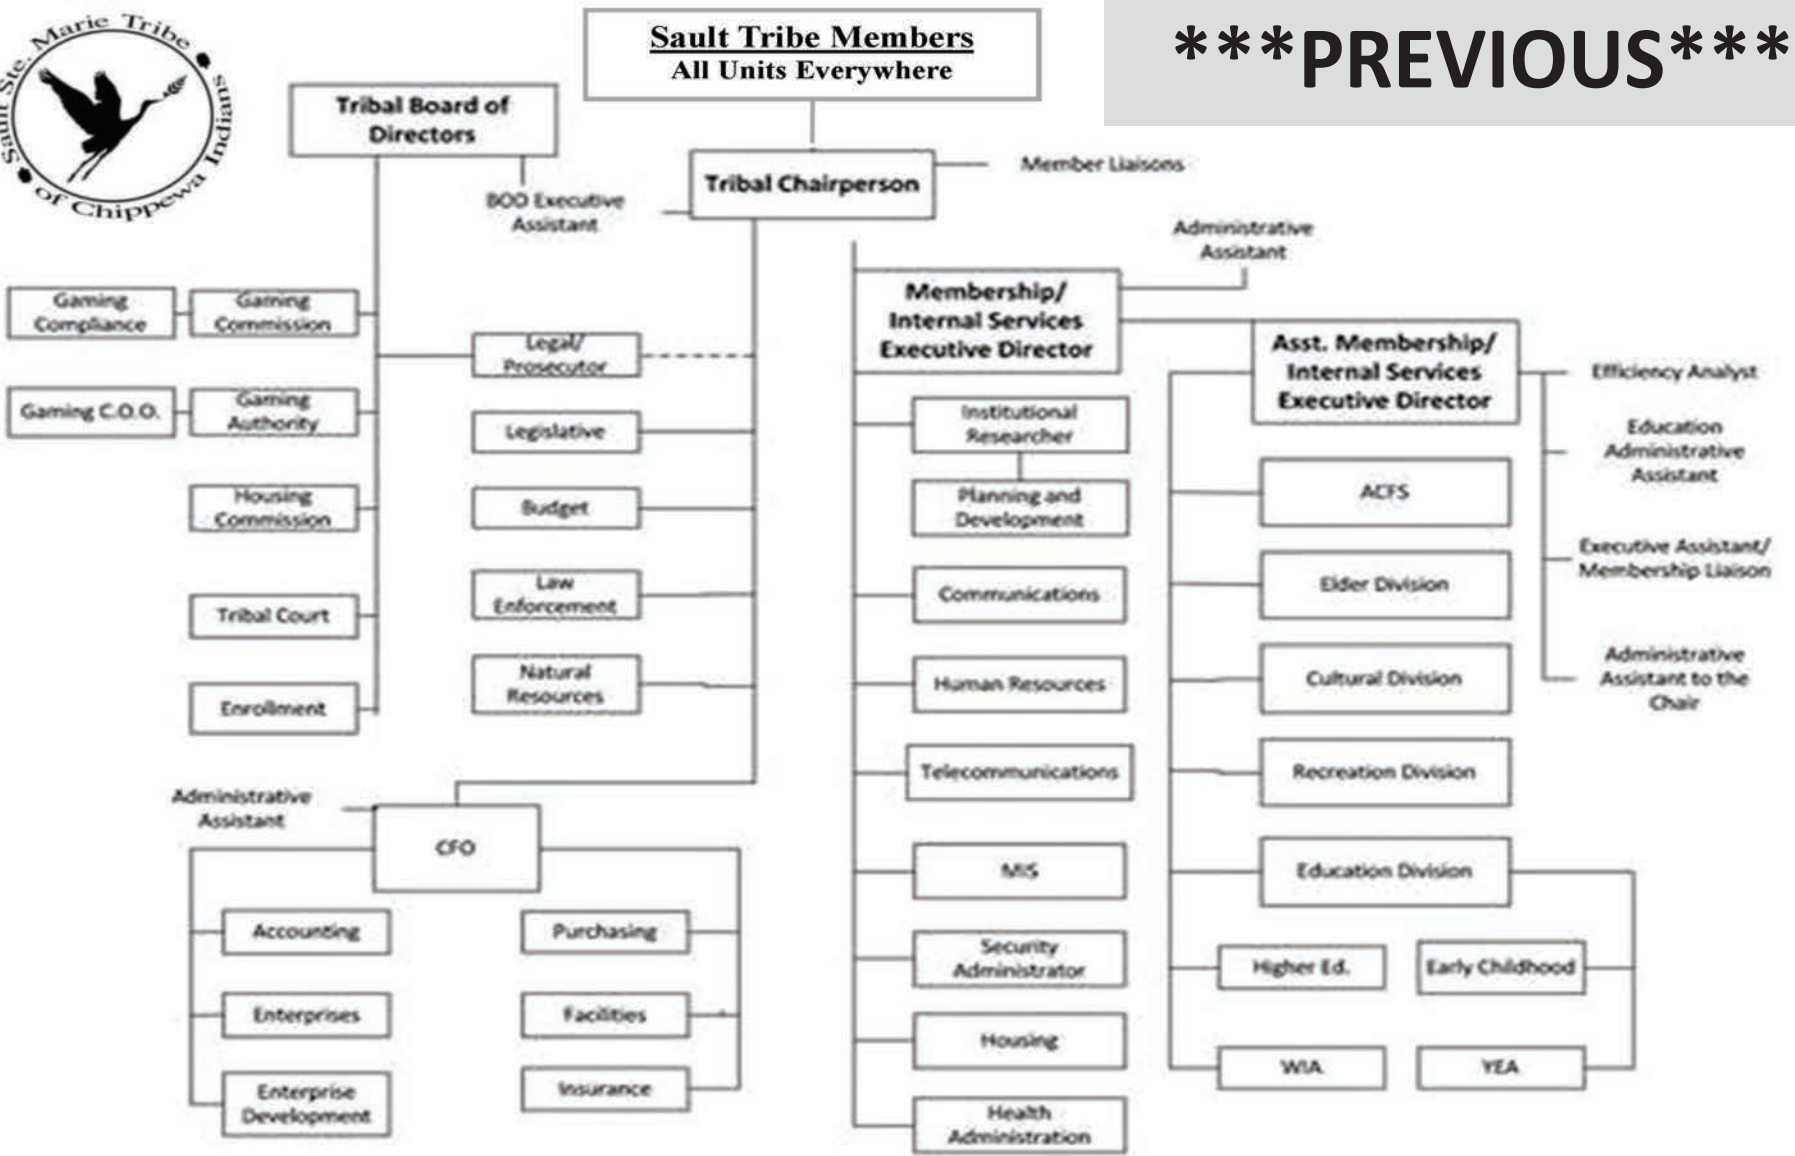 Sault Ste. Marie Tribe
of Chippewa Indians
Sault Tribe Members
All Units Everywhere
***PREVIOUS***
Tribal Board of
Directors
BOD Executive
Assistant
Tribal Chairperson
Member Liaisons
Administrative
Assistant
Gaming
Compliance
Gaming
Commission
Gaming C.O.O.
Gaming
Authority
Housing
Commission
Tribal Court
Enrollment
Legal/
Prosecutor
Legislative
Budget
Law
Enforcement
Natural
Resources
Membership/
Internal Services
Executive Director
Institutional
Researcher
Planning and
Development
Communications
Human Resources
Telecommunications
MIS
Security
Administrator
Housing
Health
Administration
Asst. Membership/
Internal Services
Executive Director
Efficiency Analyst
Education
Administrative
Assistant
Executive Assistant/
Membership Liaison
Administrative
Assistant to the
Chair
ACFS
Elder Division
Cultural Division
Recreation Division
Education Division
Higher Ed.
Early Childhood
WIA
YEA
Administrative
Assistant
CFO
Accounting
Purchasing
Enterprises
Facilities
Enterprise
Development
Insurance